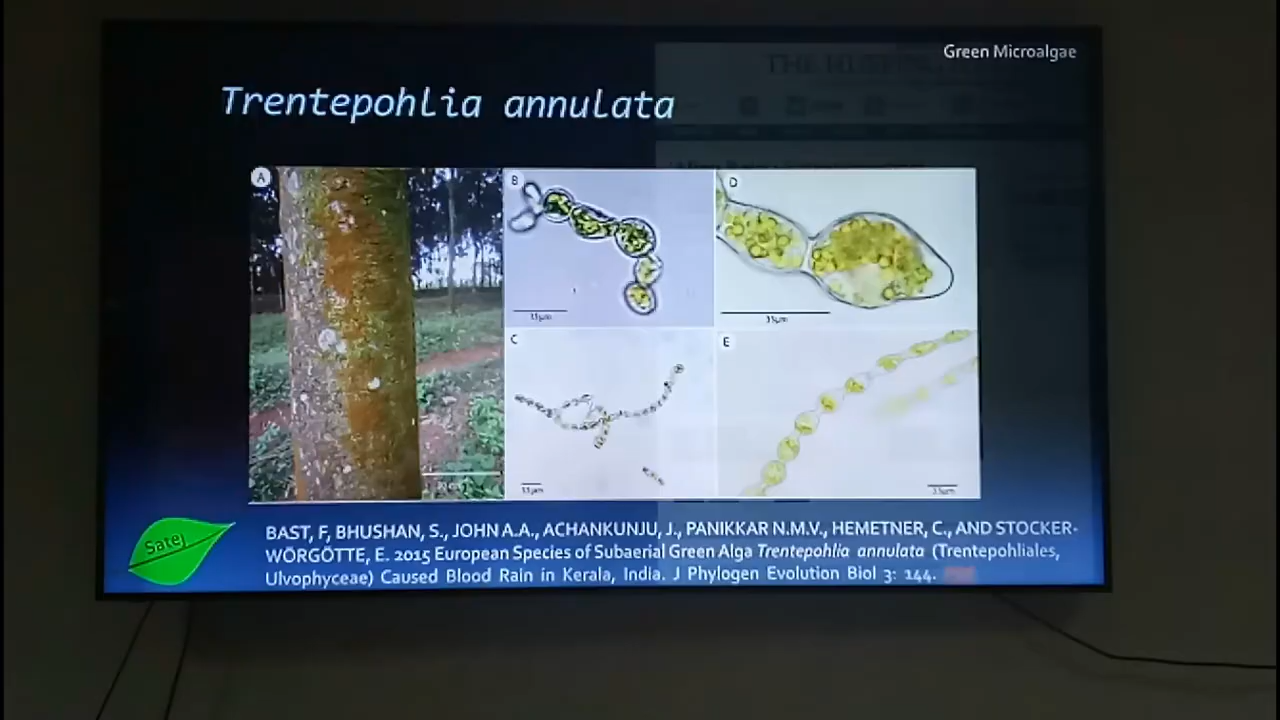 Green Microalgae
Trentepohlia annulata
A
B
D
33µm
C
E
Satej
BAST, F, BHUSHAN, S., JOHN A.A., ACHANKUNJU, J., PANIKKAR N.M.V., HEMETNER, C., AND STOCKER-
WÖRGÖTTE, E. 2015 European Species of Subaerial Green Alga Trentepohlia annulata (Trentepohliales,
Ulvophyceae) Caused Blood Rain in Kerala, India. J Phylogen Evolution Biol 3: 144.